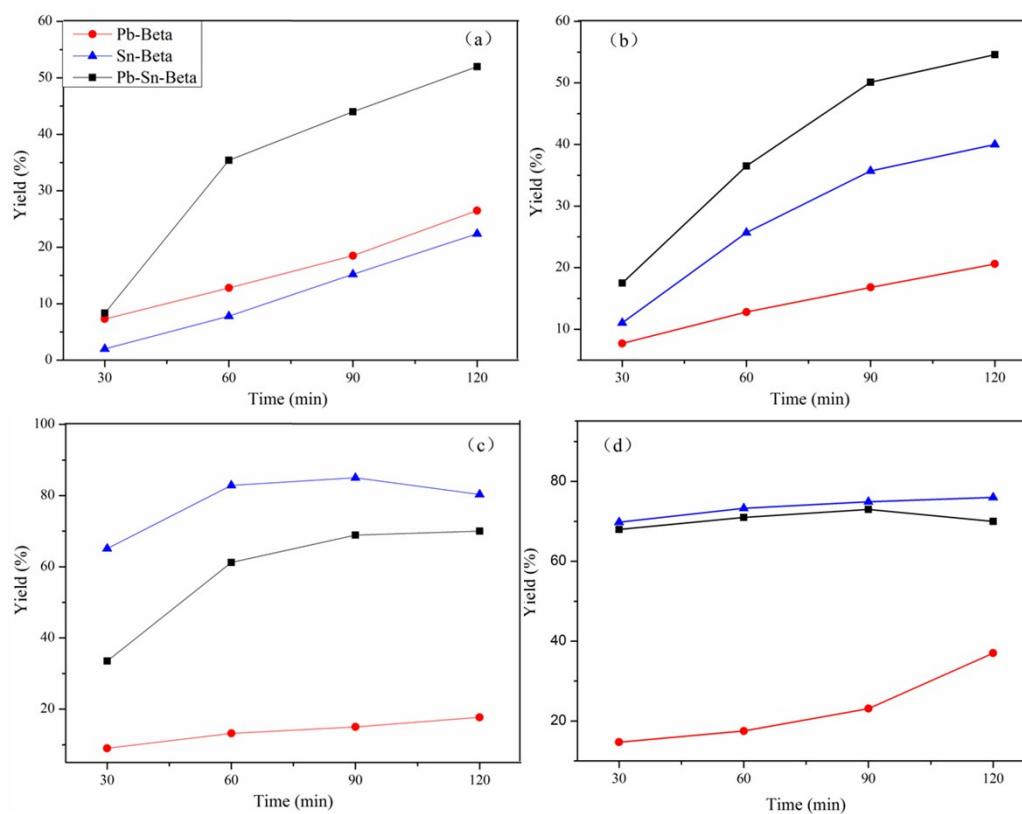 60
50
40
30
20
10
0
Yield (%)
Pb-Beta
Sn-Beta
Pb-Sn-Beta
（a）
30 60 90 120
Time (min)
60
50
40
30
20
10
Yield (%)
（b）
30 60 90 120
Time (min)
100
80
60
40
20
Yield (%)
（c）
30 60 90 120
Time (min)
80
60
40
20
Yield (%)
（d）
30 60 90 120
Time (min)